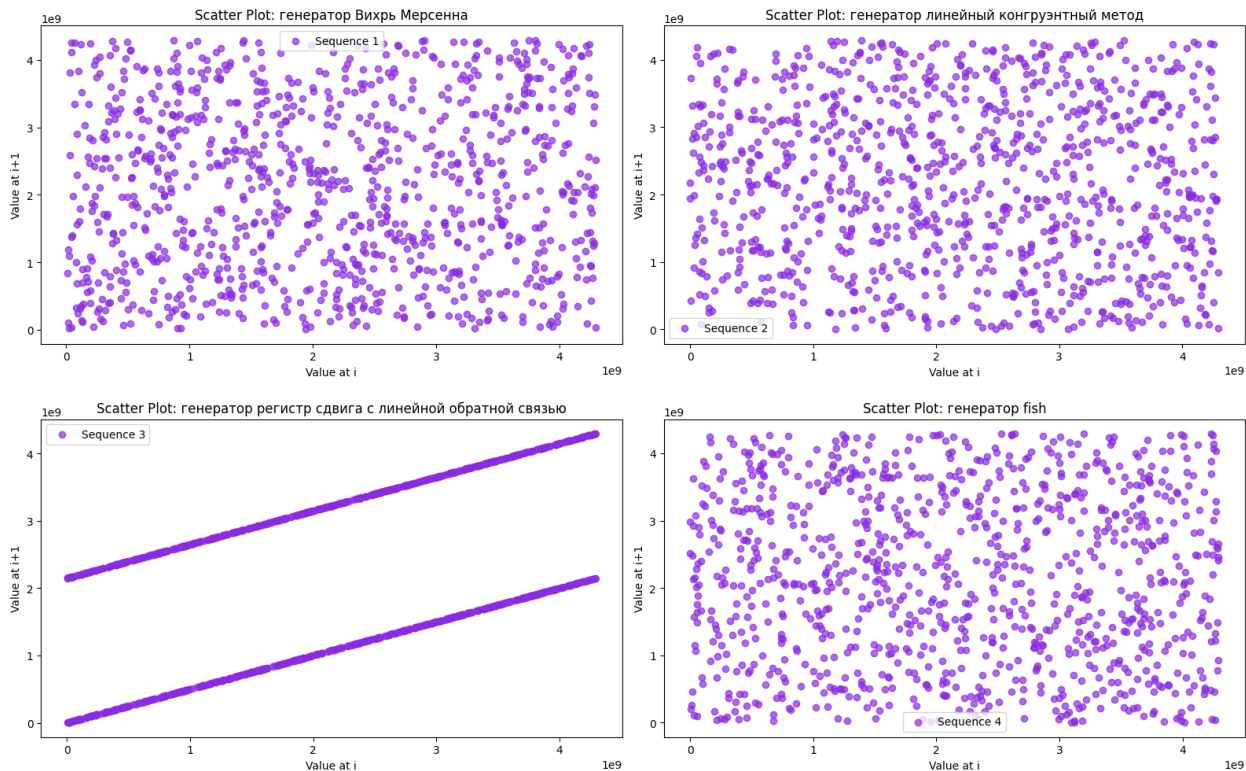 Scatter Plot: генератор Вихрь Мерсенна
1e9
Sequence 1
4
3
2
1
0
Value at i+1
0 1 2 3 4
Value at i
1e9
Scatter Plot: генератор линейный конгруэнтный метод
1e9
4
3
2
1
0
Value at i+1
Sequence 2
0 1 2 3 4
Value at i
1e9
Scatter Plot: генератор регистр сдвига с линейной обратной связью
1e9
Sequence 3
4
3
2
1
0
Value at i+1
0 1 2 3 4
Value at i
1e9
Scatter Plot: генератор fish
1e9
4
3
2
1
0
Value at i+1
Sequence 4
0 1 2 3 4
Value at i
1e9